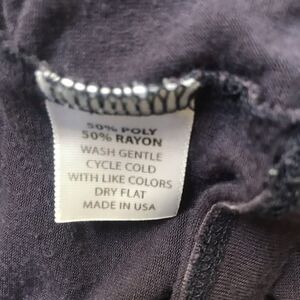 50% POLY
50% RAYON
WASH GENTLE
CYCLE COLD
WITH LIKE COLORS
DRY FLAT
MADE IN USA